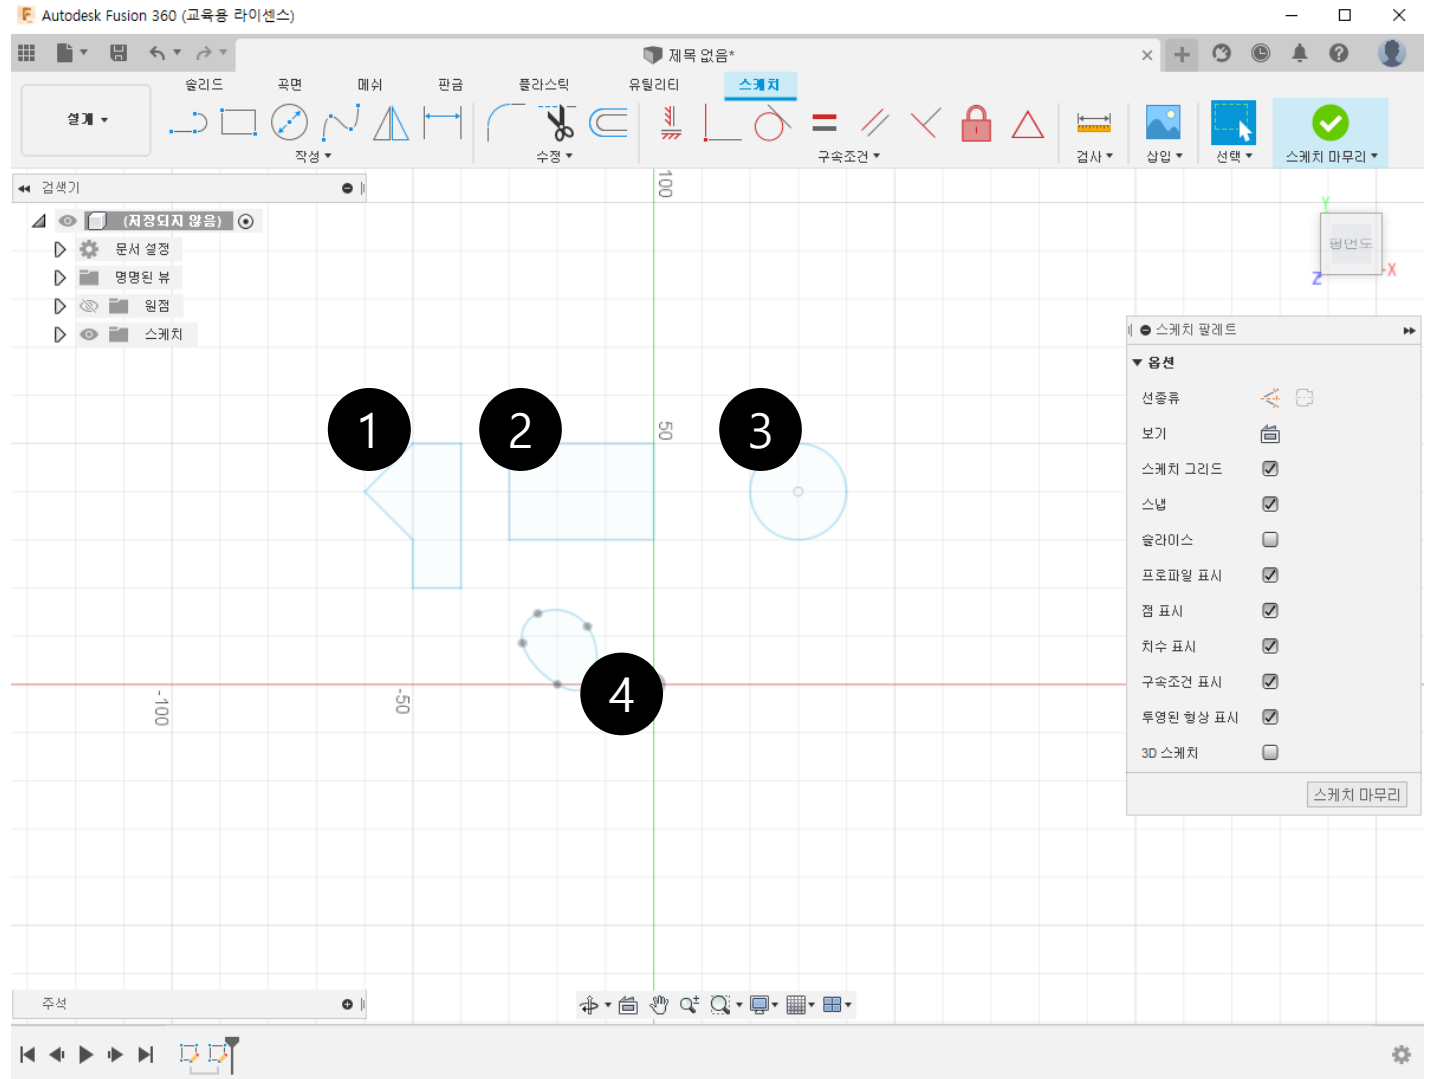 Autodesk Fusion 360 (교육용 라이센스)
제목 없음*
솔리드 곡면 메쉬 판금 플라스틱 유틸리티 스케치
설계
작성 수정 구속조건 검사 삽입 선택 스케치 마무리
검색기
(저장되지 않음)
문서 설정
명명된 뷰
원점
스케치
100
50
-50
-100
1
2
3
4
Y
평면도
Z
X
스케치 팔레트
옵션
선종류
보기
스케치 그리드
스냅
슬라이스
프로파일 표시
점 표시
치수 표시
구속조건 표시
투영된 형상 표시
3D 스케치
스케치 마무리
주석